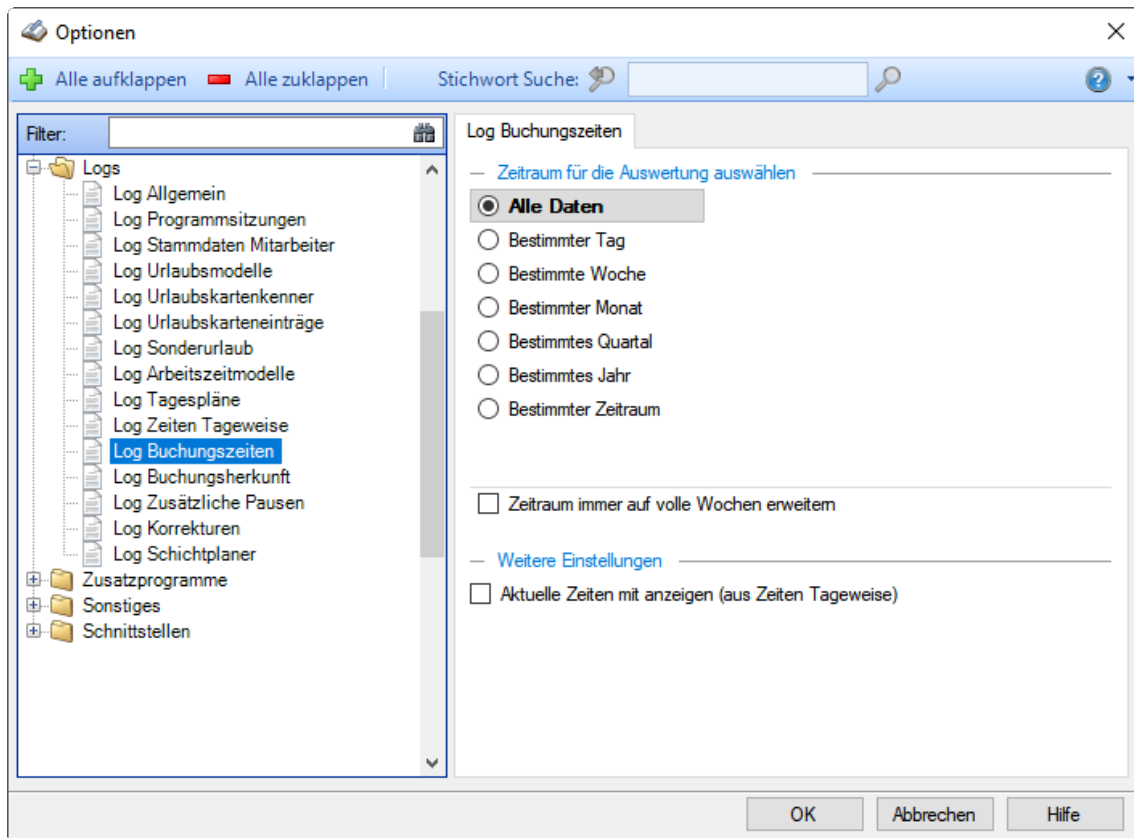 Optionen
Alle aufklappen
Alle zuklappen
Stichwort Suche:
Filter:
Logs
Log Allgemein
Log Programmsitzungen
Log Stammdaten Mitarbeiter
Log Urlaubsmodelle
Log Urlaubskartenkenner
Log Urlaubskarteneinträge
Log Sonderurlaub
Log Arbeitszeitmodelle
Log Tagespläne
Log Zeiten Tageweise
Log Buchungszeiten
Log Buchungsherkunft
Log Zusätzliche Pausen
Log Korrekturen
Log Schichtplaner
Zusatzprogramme
Sonstiges
Schnittstellen
Log Buchungszeiten
Zeitraum für die Auswertung auswählen
Alle Daten
Bestimmter Tag
Bestimmte Woche
Bestimmter Monat
Bestimmtes Quartal
Bestimmtes Jahr
Bestimmter Zeitraum
Zeitraum immer auf volle Wochen erweitern
Weitere Einstellungen
Aktuelle Zeiten mit anzeigen (aus Zeiten Tageweise)
OK
Abbrechen
Hilfe